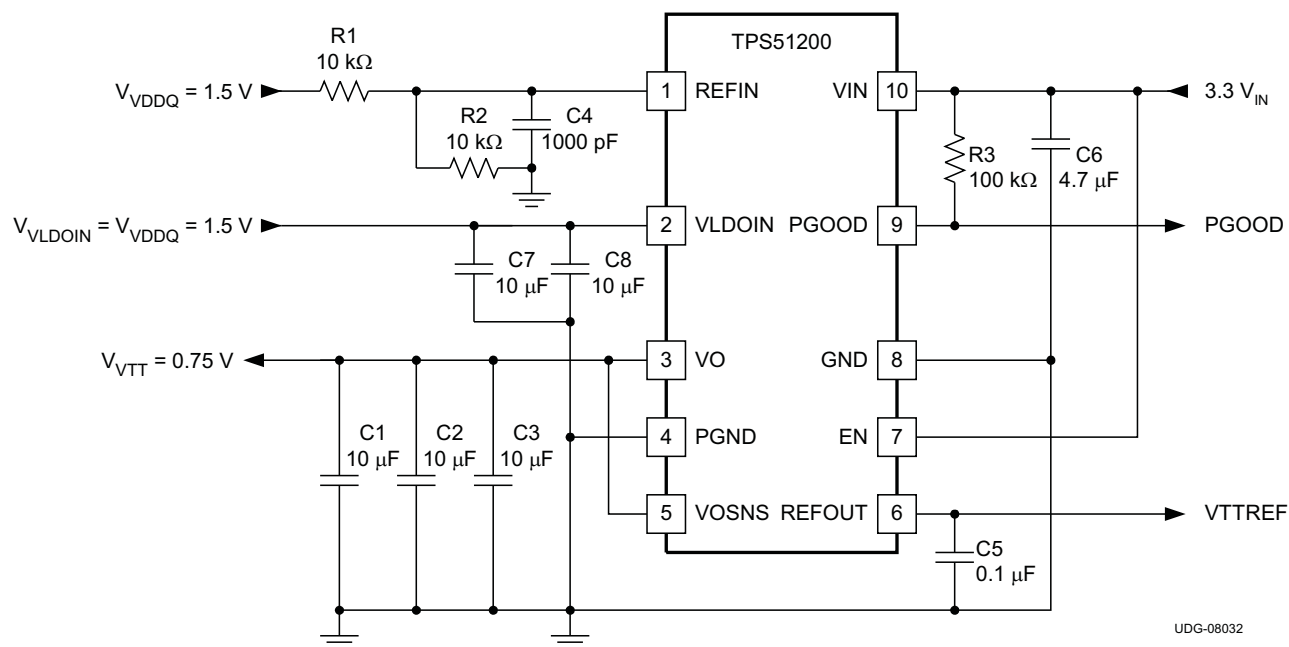 TPS51200
R1
10 kΩ
V_VDDQ = 1.5 V
1 REFIN
VIN 10
3.3 V_IN
R2
10 kΩ
C4
1000 pF
R3
100 kΩ
C6
4.7 µF
V_VLDOIN = V_VDDQ = 1.5 V
2 VLDOIN
PGOOD 9
PGOOD
C7
10 µF
C8
10 µF
V_VTT = 0.75 V
3 VO
GND 8
C1
10 µF
C2
10 µF
C3
10 µF
4 PGND
EN 7
5 VOSNS
REFOUT 6
VTTREF
C5
0.1 µF
UDG-08032